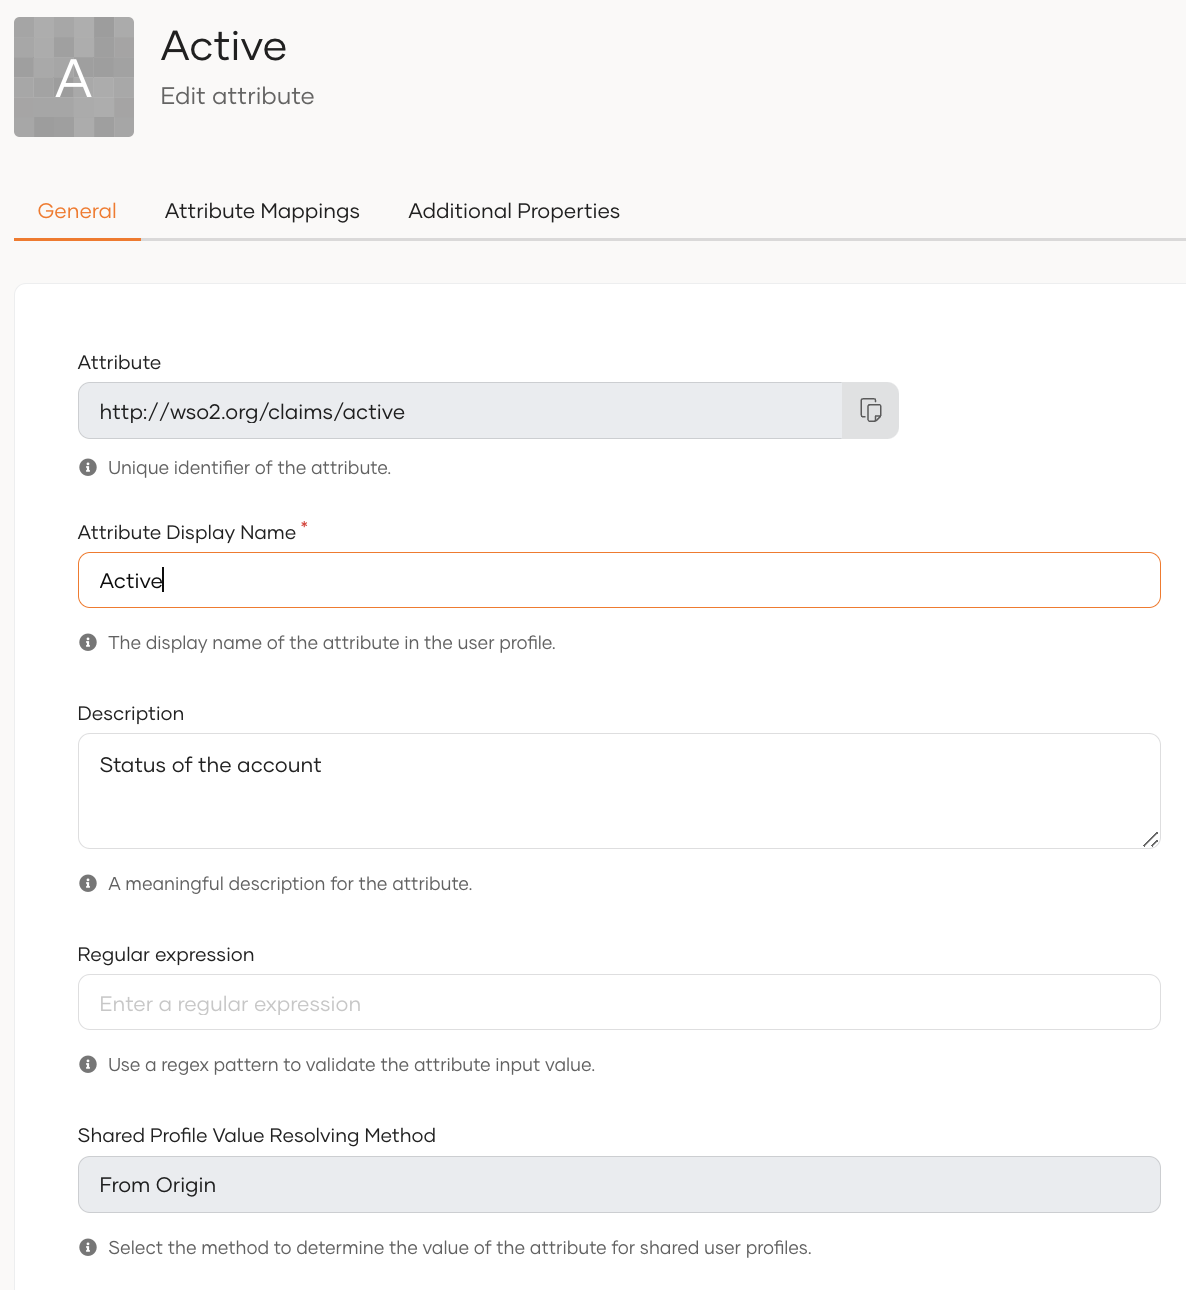 A
Active
Edit attribute
General
Attribute Mappings
Additional Properties
Attribute
http://wso2.org/claims/active
Unique identifier of the attribute.
Attribute Display Name *
Active
The display name of the attribute in the user profile.
Description
Status of the account
A meaningful description for the attribute.
Regular expression
Enter a regular expression
Use a regex pattern to validate the attribute input value.
Shared Profile Value Resolving Method
From Origin
Select the method to determine the value of the attribute for shared user profiles.